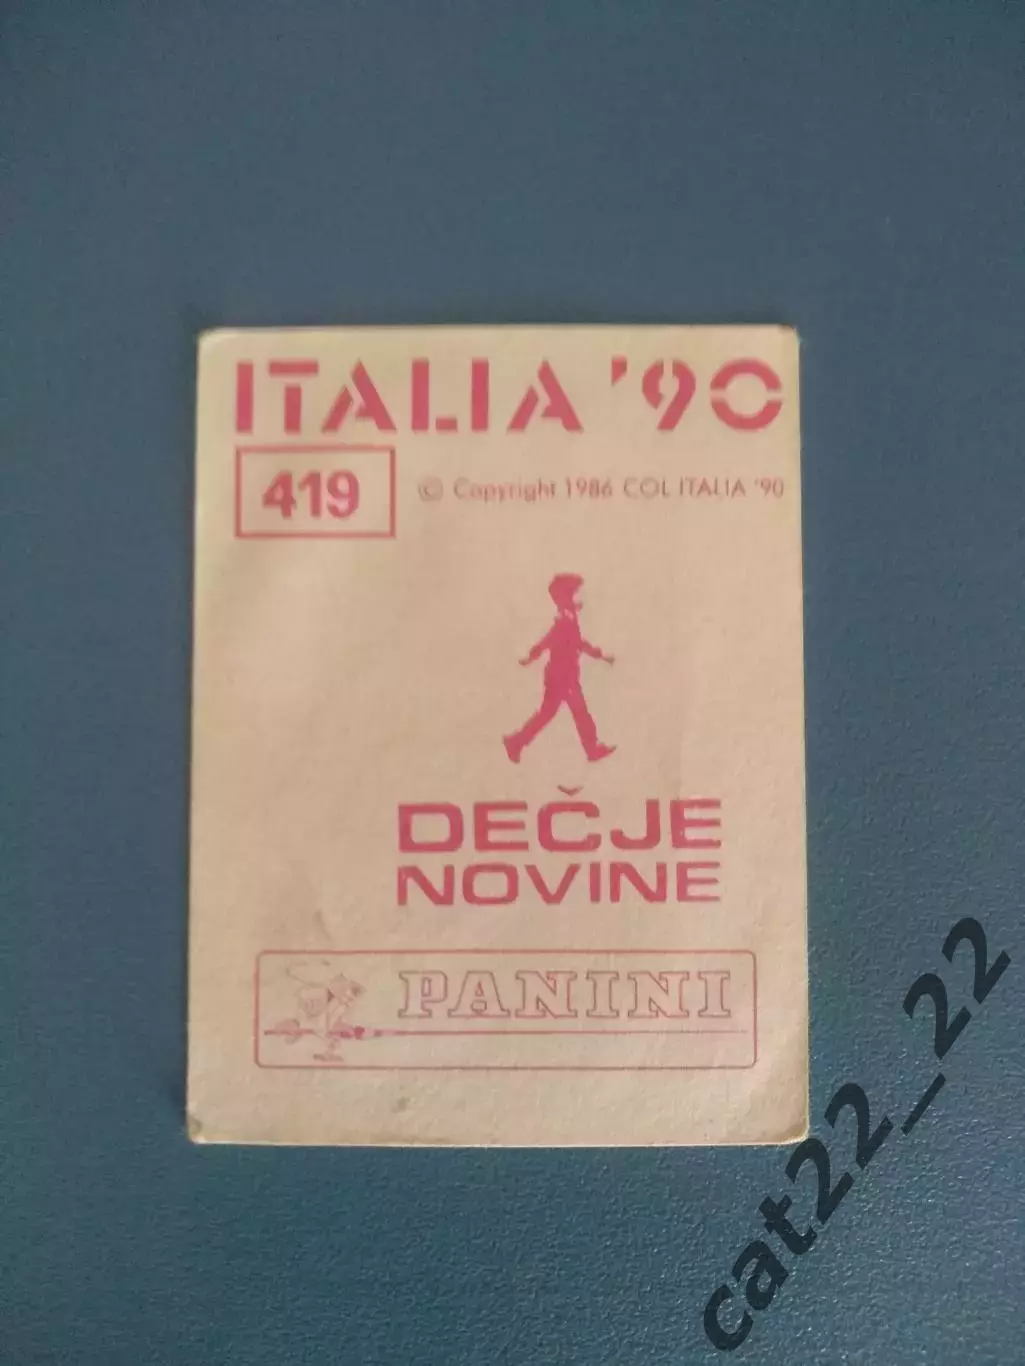 ITALIA '90
419
© Copyright 1986 COL ITALIA '90
DEČJE
NOVINE
PANINI
cat22_22